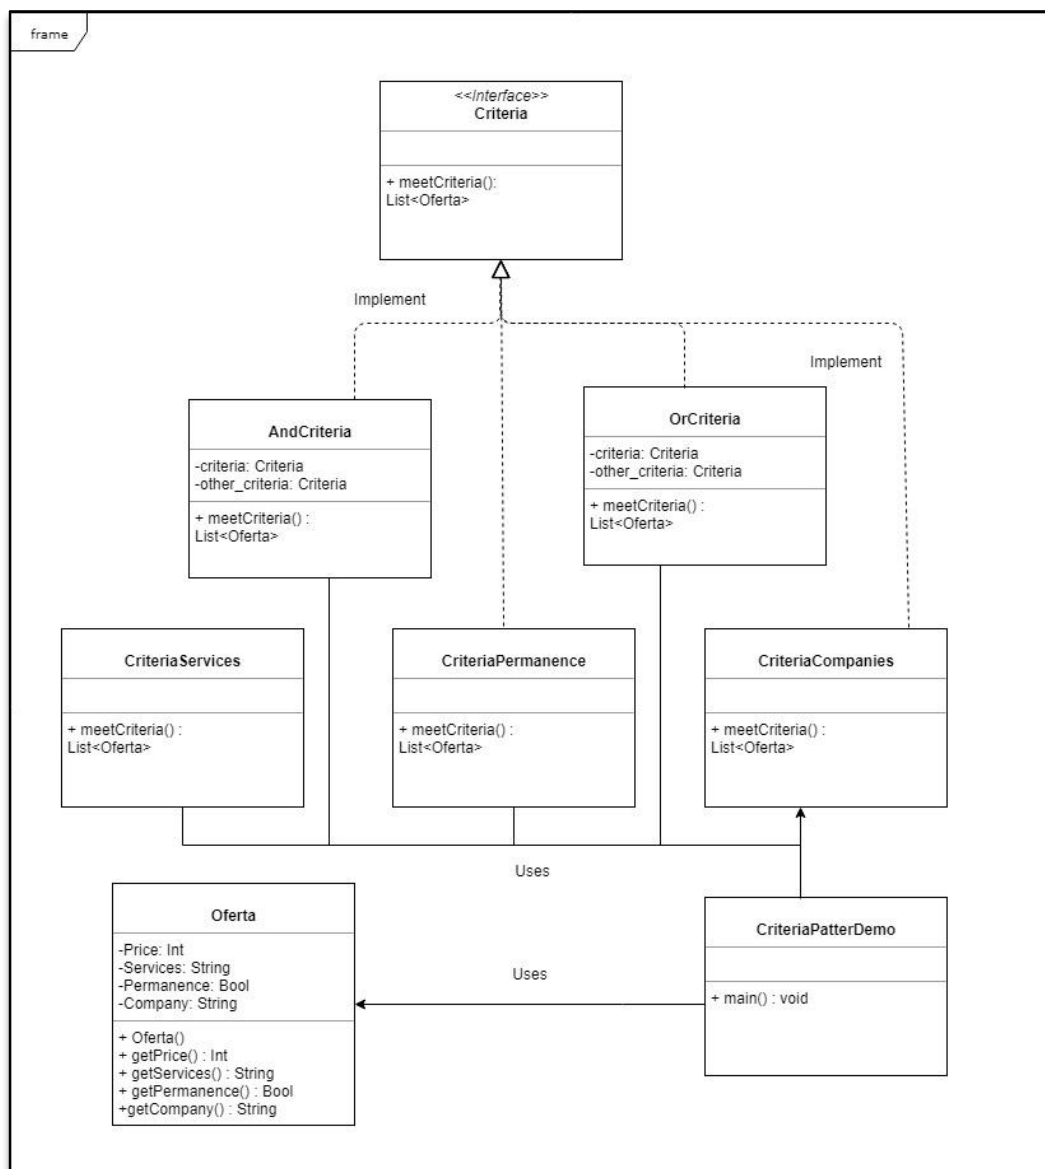 frame
<<Interface>>
Criteria
+ meetCriteria():
List<Oferta>
Implement
Implement
AndCriteria
-criteria: Criteria
-other_criteria: Criteria
+ meetCriteria() :
List<Oferta>
OrCriteria
-criteria: Criteria
-other_criteria: Criteria
+ meetCriteria() :
List<Oferta>
CriteriaServices
+ meetCriteria() :
List<Oferta>
CriteriaPermanence
+ meetCriteria() :
List<Oferta>
CriteriaCompanies
+ meetCriteria() :
List<Oferta>
Uses
Oferta
-Price: Int
-Services: String
-Permanence: Bool
-Company: String
+ Oferta()
+ getPrice() : Int
+ getServices() : String
+ getPermanence() : Bool
+getCompany() : String
Uses
CriteriaPatterDemo
+ main() : void